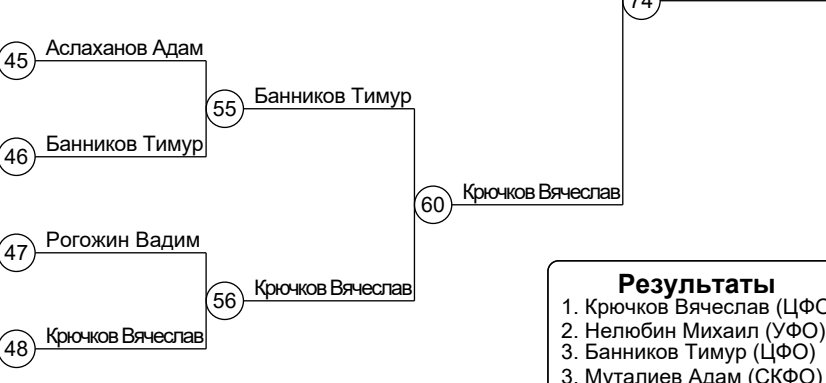 74
45 Аслаханов Адам
55 Банников Тимур
46 Банников Тимур
60 Крючков Вячеслав
47 Рогожин Вадим
56 Крючков Вячеслав
48 Крючков Вячеслав
Результаты
1. Крючков Вячеслав (ЦФО
2. Нелюбин Михаил (УФО)
3. Банников Тимур (ЦФО)
3. Муталиев Адам (СКФО)